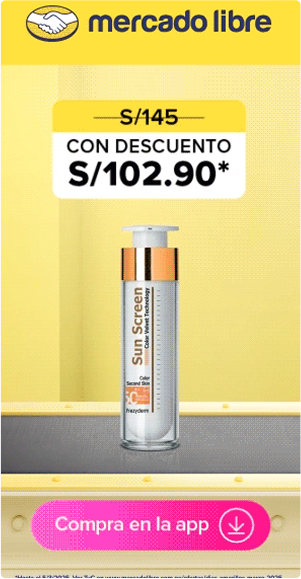 mercado libre
S/145
CON DESCUENTO
S/102.90*
Sun Screen
Color Velvet Technology
Color
Second Skin
50+
frezyderm
Compra en la app